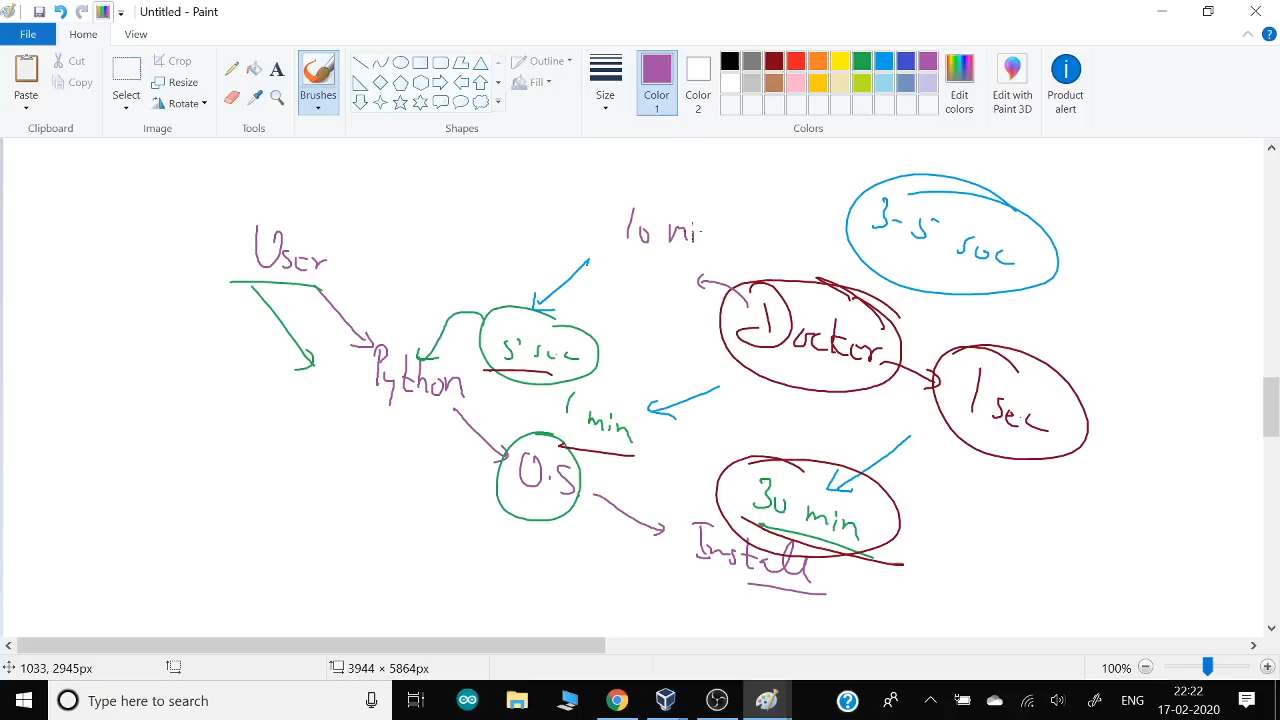 Untitled - Paint
File
Home
View
Paste
Cut
Copy
Clipboard
Select
Crop
Resize
Rotate
Image
Tools
Brushes
Shapes
Outline
Fill
Size
Color 1
Color 2
Edit colors
Colors
Edit with Paint 3D
Product alert
User
10 mi
3-5 sec
5 sec
Docker
Python
1 sec
1 min
O.S
30 min
Install
1033, 2945px
3944 × 5864px
100%
Type here to search
ENG
22:22
17-02-2020